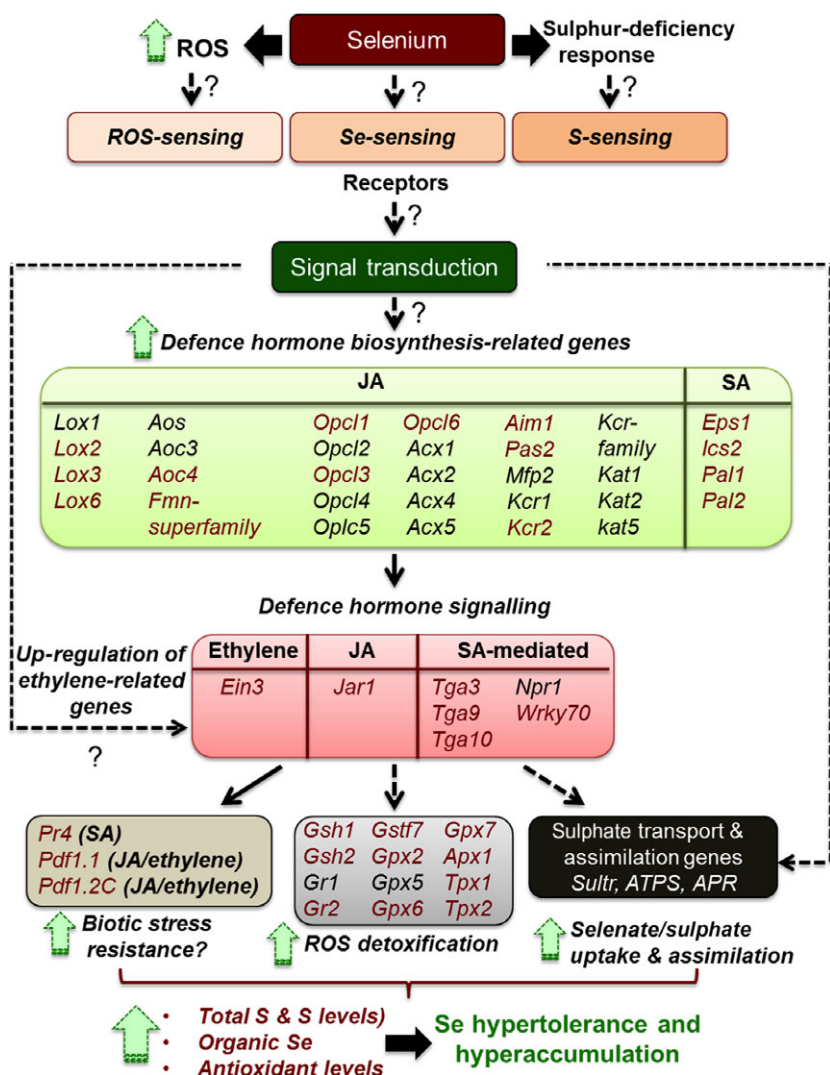 ROS
Selenium
Sulphur-deficiency
response
?
?
?
ROS-sensing
Se-sensing
S-sensing
Receptors
?
Signal transduction
?
Defence hormone biosynthesis-related genes
JA
SA
Lox1 Aos Opcl1 Opcl6 Aim1 Kcr- Eps1
Lox2 Aoc3 Opcl2 Acx1 Pas2 family Ics2
Lox3 Aoc4 Opcl3 Acx2 Mfp2 Kat1 Pal1
Lox6 Fmn- Opcl4 Acx4 Kcr1 Kat2 Pal2
superfamily Oplc5 Acx5 Kcr2 kat5
Defence hormone signalling
Up-regulation of
ethylene-related
genes
?
Ethylene JA SA-mediated
Ein3 Jar1 Tga3 Npr1
Tga9 Wrky70
Tga10
Pr4 (SA)
Pdf1.1 (JA/ethylene)
Pdf1.2C (JA/ethylene)
Gsh1 Gstf7 Gpx7
Gsh2 Gpx2 Apx1
Gr1 Gpx5 Tpx1
Gr2 Gpx6 Tpx2
Sulphate transport &
assimilation genes
Sultr, ATPS, APR
Biotic stress
resistance?
ROS detoxification
Selenate/sulphate
uptake & assimilation
• Total S & S levels)
• Organic Se
• Antioxidant levels
Se hypertolerance and
hyperaccumulation